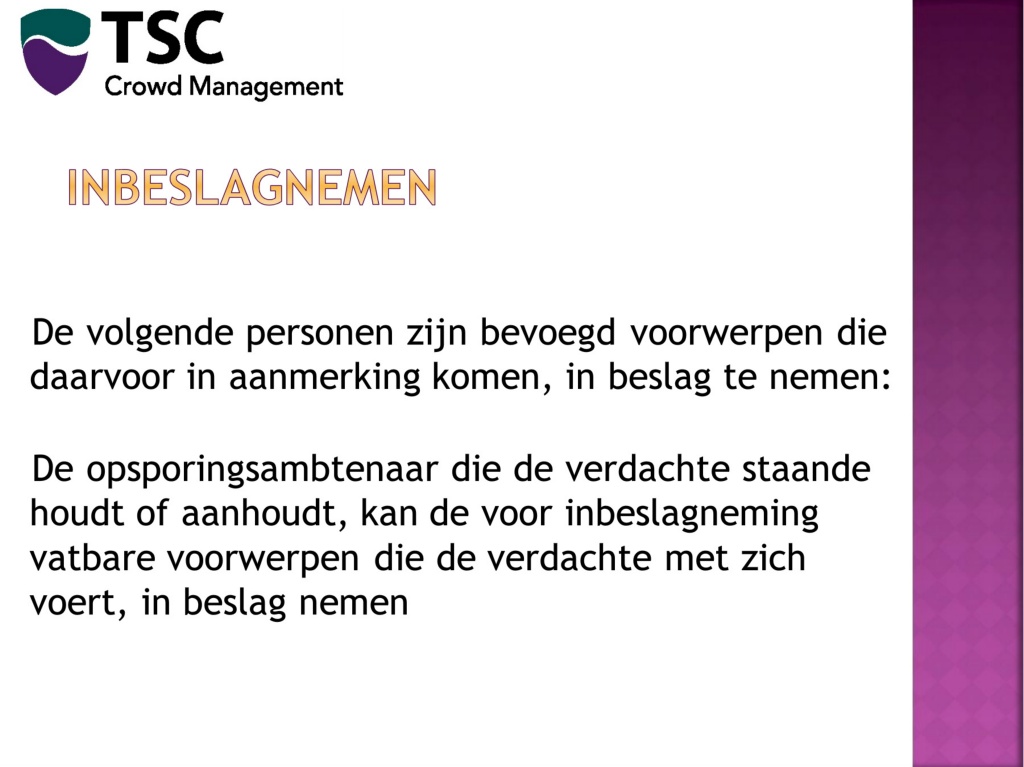 TSC
Crowd Management
INBESLAGNEMEN
De volgende personen zijn bevoegd voorwerpen die
daarvoor in aanmerking komen, in beslag te nemen:
De opsporingsambtenaar die de verdachte staande
houdt of aanhoudt, kan de voor inbeslagneming
vatbare voorwerpen die de verdachte met zich
voert, in beslag nemen